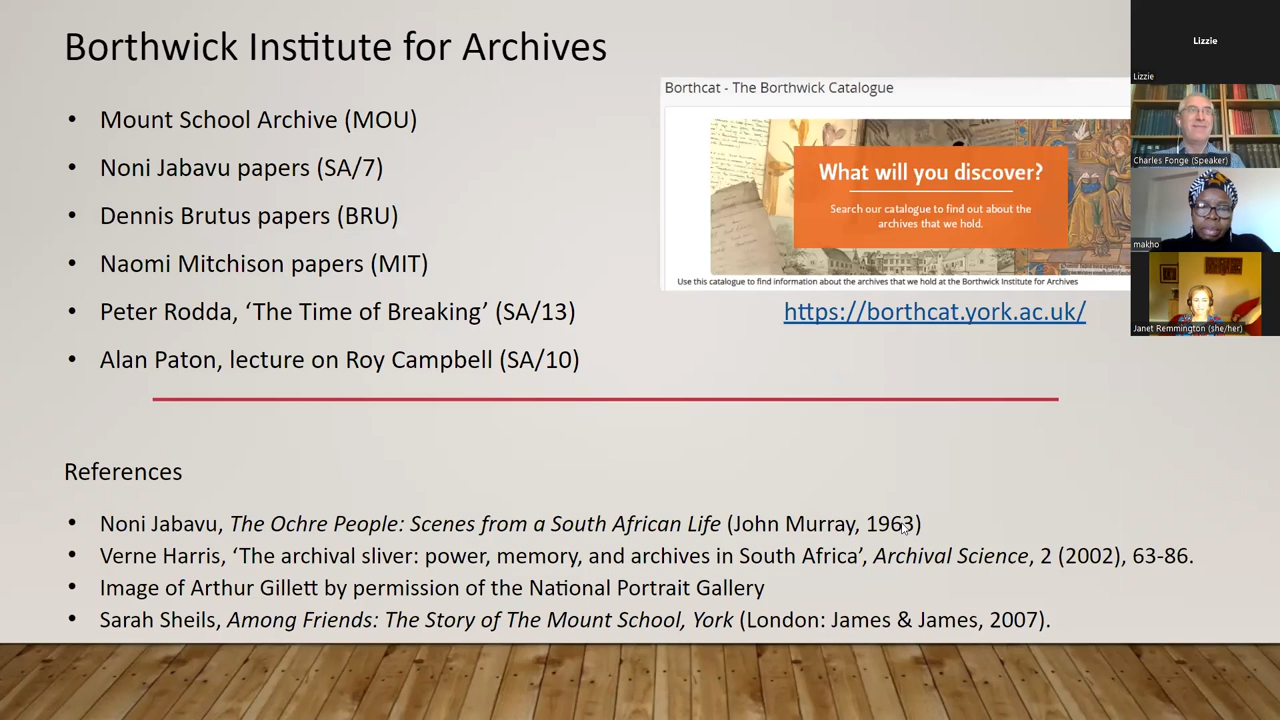 Borthwick Institute for Archives
• Mount School Archive (MOU)
• Noni Jabavu papers (SA/7)
• Dennis Brutus papers (BRU)
• Naomi Mitchison papers (MIT)
• Peter Rodda, ‘The Time of Breaking’ (SA/13)
• Alan Paton, lecture on Roy Campbell (SA/10)
Borthcat - The Borthwick Catalogue
What will you discover?
Search our catalogue to find out about the
archives that we hold.
Use this catalogue to find information about the archives that we hold at the Borthwick Institute for Archives
https://borthcat.york.ac.uk/
Lizzie
Lizzie
Charles Fonge (Speaker)
makho
Janet Remmington (she/her)
References
• Noni Jabavu, The Ochre People: Scenes from a South African Life (John Murray, 1963)
• Verne Harris, ‘The archival sliver: power, memory, and archives in South Africa’, Archival Science, 2 (2002), 63-86.
• Image of Arthur Gillett by permission of the National Portrait Gallery
• Sarah Sheils, Among Friends: The Story of The Mount School, York (London: James & James, 2007).